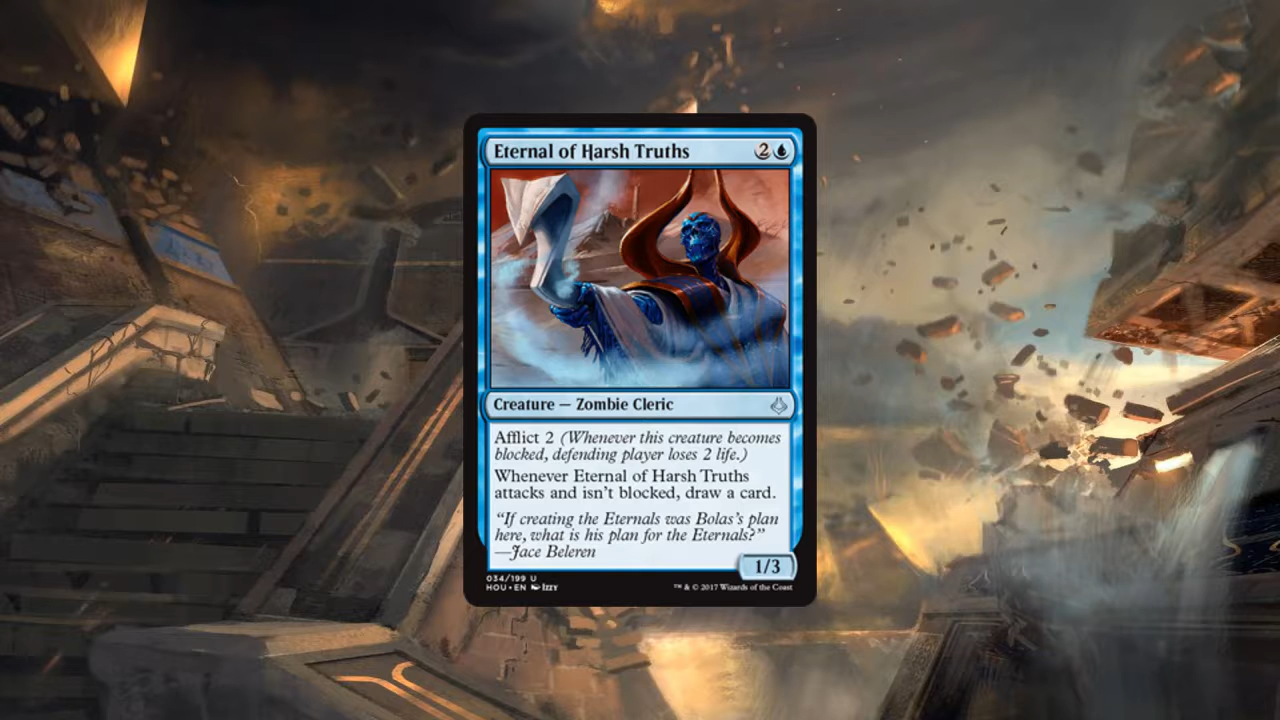 Eternal of Harsh Truths 2
Creature — Zombie Cleric
Afflict 2 (Whenever this creature becomes
blocked, defending player loses 2 life.)
Whenever Eternal of Harsh Truths
attacks and isn't blocked, draw a card.
"If creating the Eternals was Bolas's plan
here, what is his plan for the Eternals?"
—Jace Beleren
1/3
034/199 U
HOU • EN Izzy
™ & © 2017 Wizards of the Coast